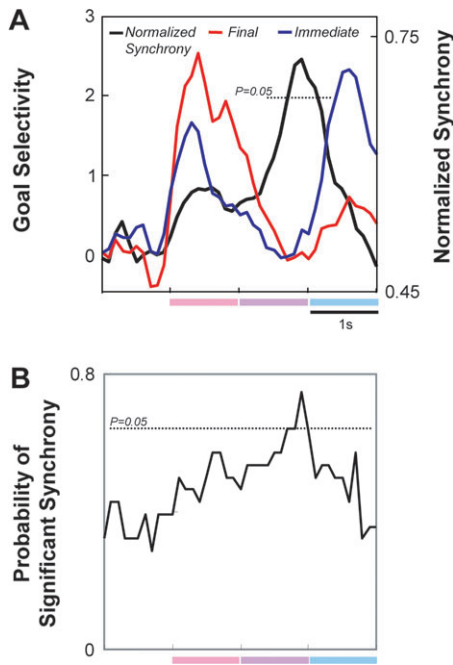 A
Normalized Synchrony
Final
Immediate
P=0.05
3
2
1
0
Goal Selectivity
0.75
0.45
Normalized Synchrony
1s
B
0.8
P=0.05
0
Probability of Significant Synchrony